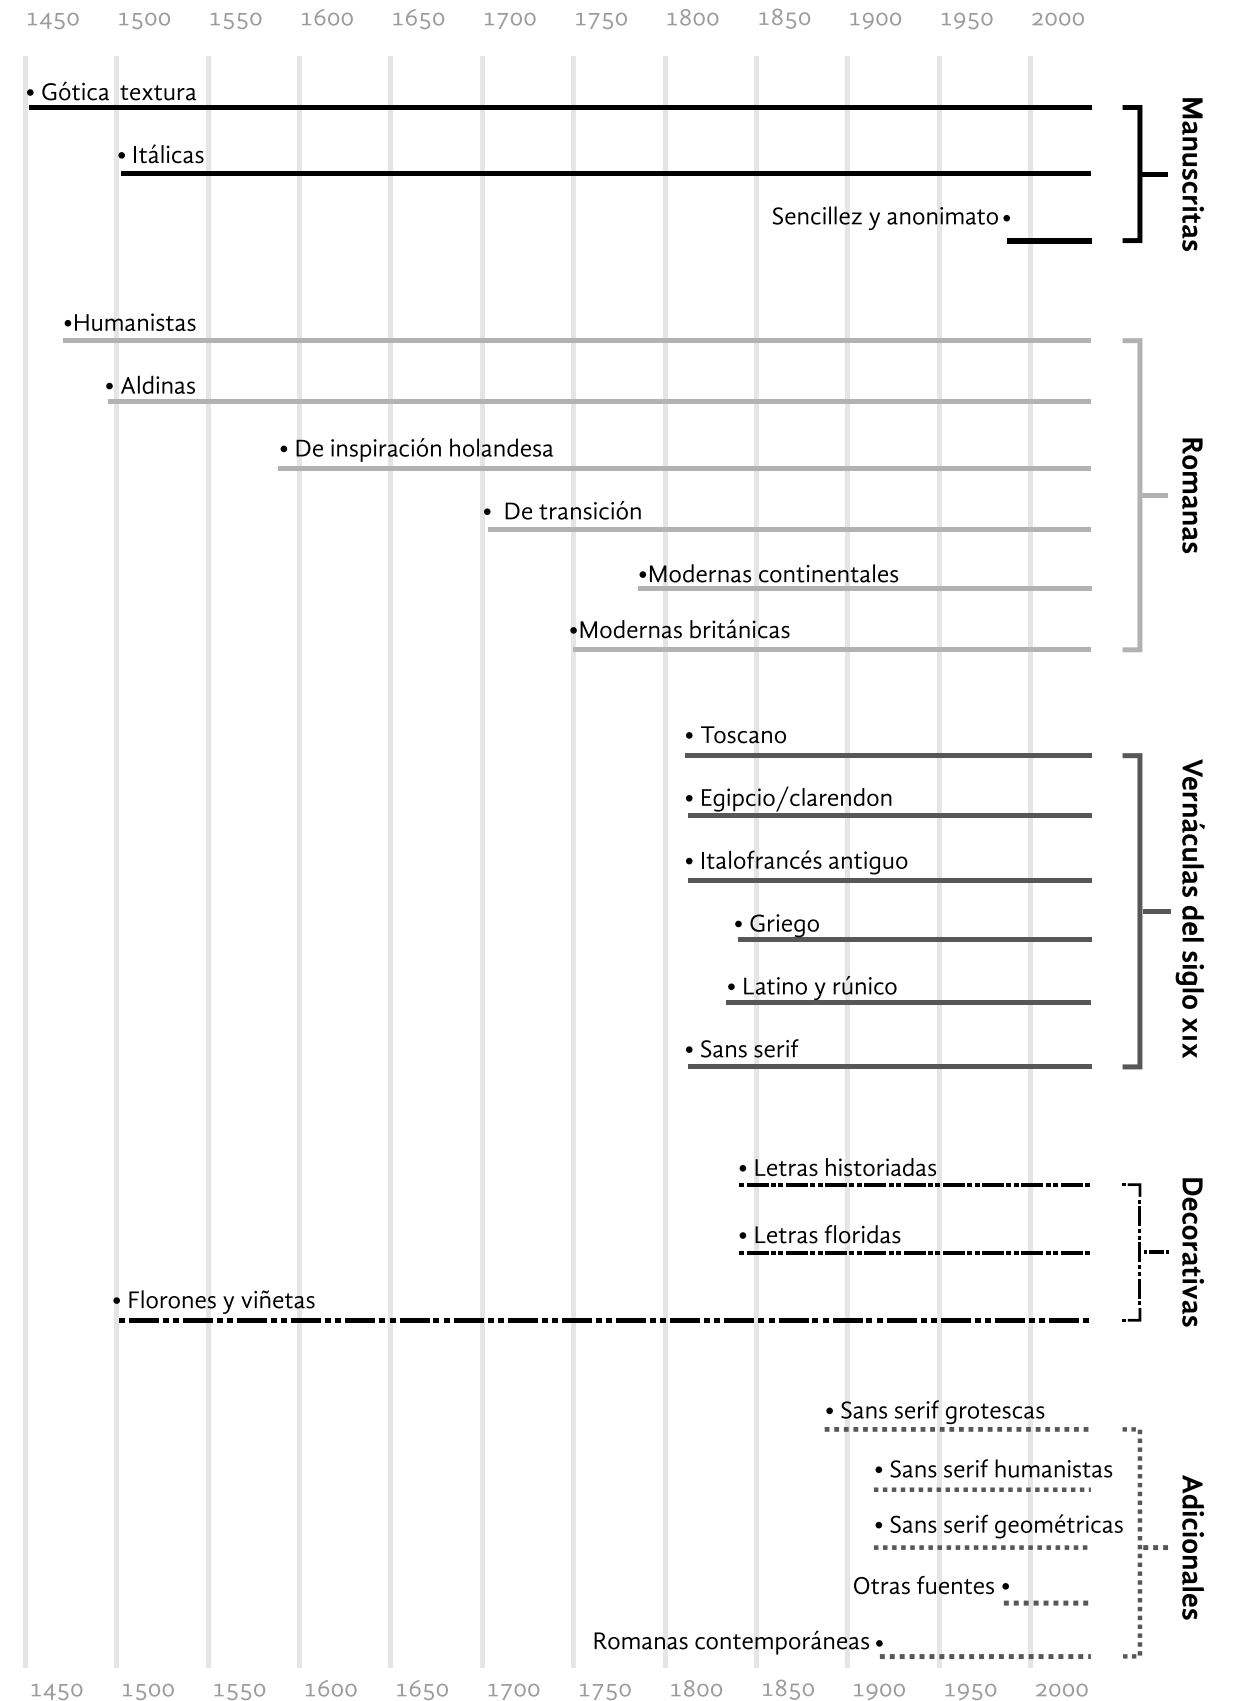 1450 1500 1550 1600 1650 1700 1750 1800 1850 1900 1950 2000
• Gótica textura
• Itálicas
Sencillez y anonimato •
Manuscritas
•Humanistas
• Aldinas
• De inspiración holandesa
• De transición
•Modernas continentales
•Modernas británicas
Romanas
• Toscano
• Egipcio/clarendon
• Italofrancés antiguo
• Griego
• Latino y rúnico
• Sans serif
Vernáculas del siglo XIX
• Letras historiadas
• Letras floridas
• Florones y viñetas
Decorativas
• Sans serif grotescas
• Sans serif humanistas
• Sans serif geométricas
Otras fuentes •
Romanas contemporáneas •
Adicionales
1450 1500 1550 1600 1650 1700 1750 1800 1850 1900 1950 2000